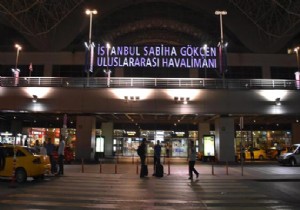 İSTANBUL SABİHA GÖKÇEN
ULUSLARARASI HAVALİMANI